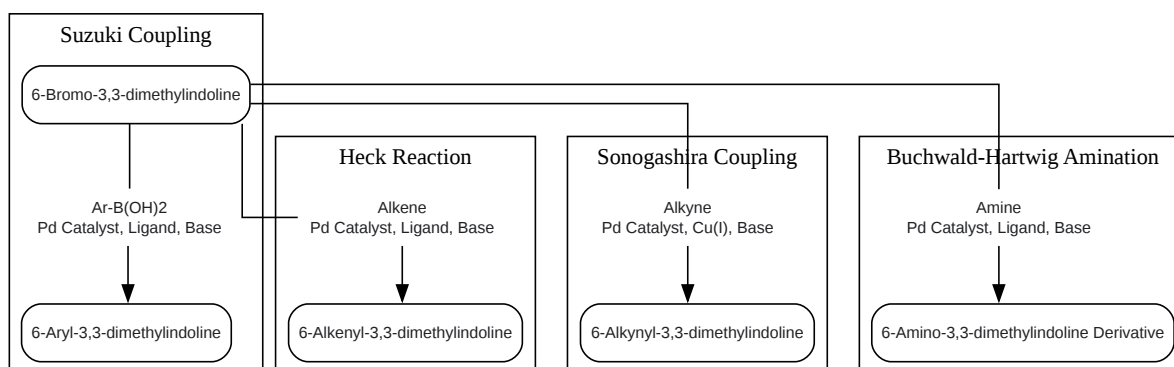 Suzuki Coupling
6-Bromo-3,3-dimethylindoline
Heck Reaction
Sonogashira Coupling
Buchwald-Hartwig Amination
Ar-B(OH)2
Pd Catalyst, Ligand, Base
Alkene
Pd Catalyst, Ligand, Base
Alkyne
Pd Catalyst, Cu(I), Base
Amine
Pd Catalyst, Ligand, Base
6-Aryl-3,3-dimethylindoline
6-Alkenyl-3,3-dimethylindoline
6-Alkynyl-3,3-dimethylindoline
6-Amino-3,3-dimethylindoline Derivative